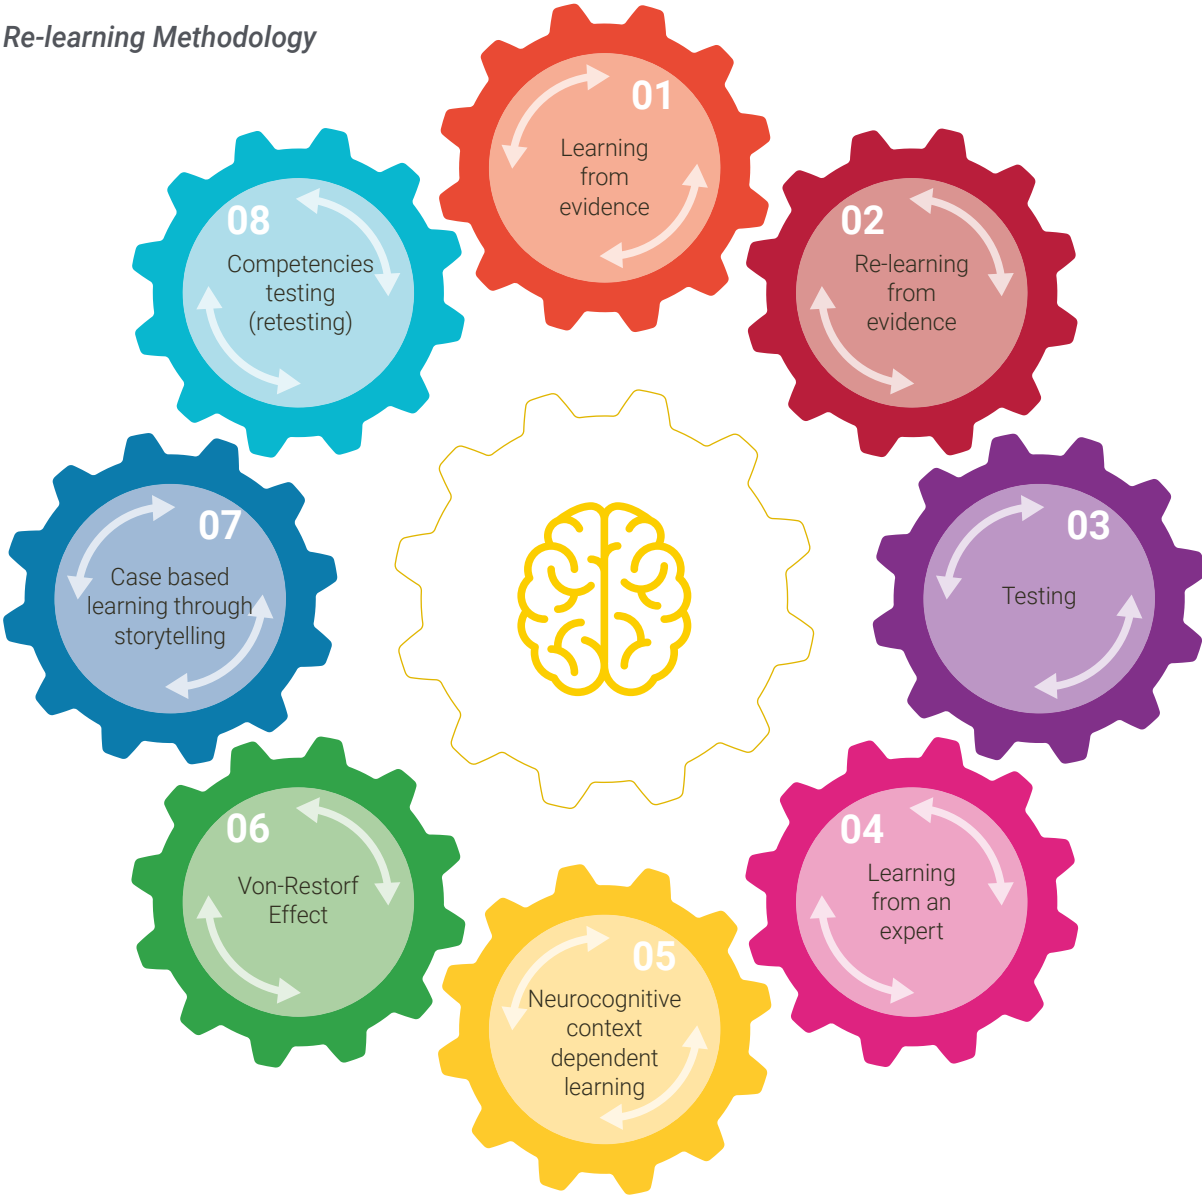 Re-learning Methodology
01
Learning
from
evidence
02
Re-learning
from
evidence
03
Testing
04
Learning
from an
expert
05
Neurocognitive
context
dependent
learning
06
Von-Restorf
Effect
07
Case based
learning through
storytelling
08
Competencies
testing
(retesting)